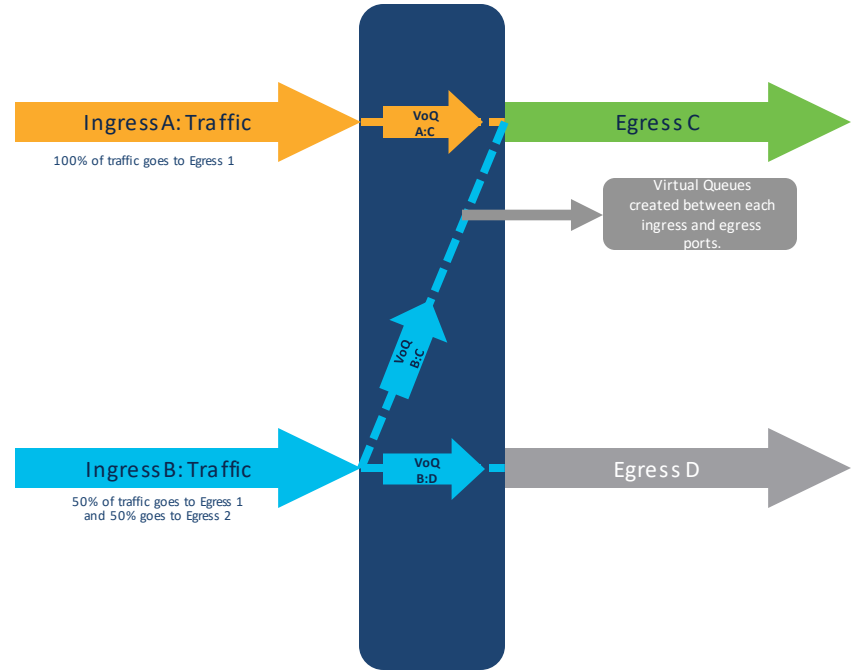 Ingress A: Traffic
VoQ
A:C
Egress C
100% of traffic goes to Egress 1
Virtual Queues
created between each
ingress and egress
ports.
VoQ
B:C
Ingress B: Traffic
VoQ
B:D
Egress D
50% of traffic goes to Egress 1
and 50% goes to Egress 2